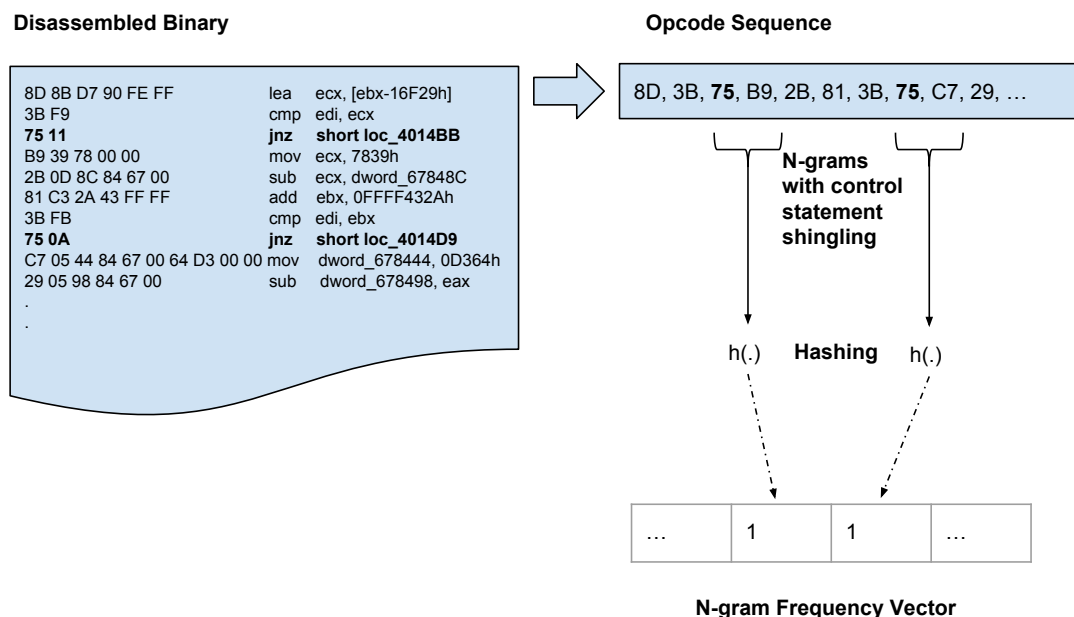 Disassembled Binary
8D 8B D7 90 FE FF lea ecx, [ebx-16F29h]
3B F9 cmp edi, ecx
75 11 jnz short loc_4014BB
B9 39 78 00 00 mov ecx, 7839h
2B 0D 8C 84 67 00 sub ecx, dword_67848C
81 C3 2A 43 FF FF add ebx, 0FFFF432Ah
3B FB cmp edi, ebx
75 0A jnz short loc_4014D9
C7 05 44 84 67 00 64 D3 00 00 mov dword_678444, 0D364h
29 05 98 84 67 00 sub dword_678498, eax
.
.
Opcode Sequence
8D, 3B, 75, B9, 2B, 81, 3B, 75, C7, 29, …
N-grams
with control
statement
shingling
h(.) Hashing h(.)
… 1 1 …
N-gram Frequency Vector